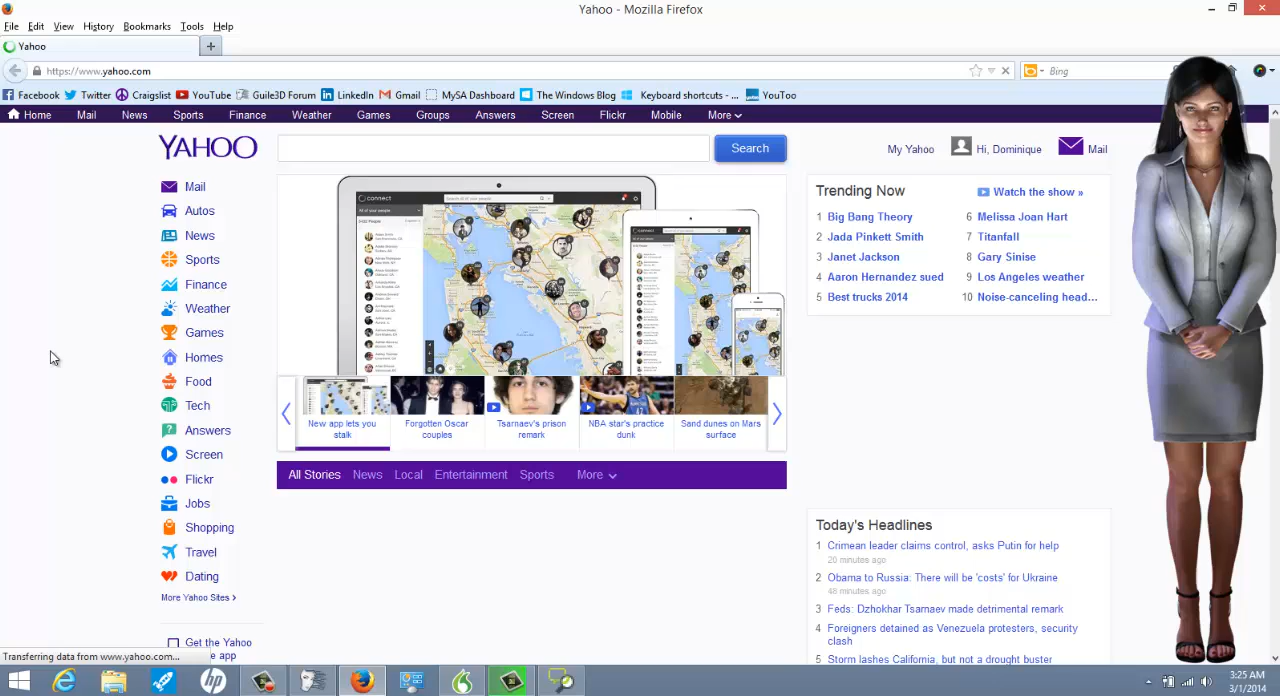 Yahoo - Mozilla Firefox
File Edit View History Bookmarks Tools Help
Yahoo
https://www.yahoo.com
Bing
Facebook Twitter Craigslist YouTube Guile3D Forum LinkedIn Gmail MySA Dashboard The Windows Blog Keyboard shortcuts - ... YouToo
Home Mail News Sports Finance Weather Games Groups Answers Screen Flickr Mobile More
YAHOO
Search
My Yahoo Hi, Dominique Mail
Mail
Autos
News
Sports
Finance
Weather
Games
Homes
Food
Tech
Answers
Screen
Flickr
Jobs
Shopping
Travel
Dating
More Yahoo Sites >
Get the Yahoo
app
connect
New app lets you
stalk
Forgotten Oscar
couples
Tsarnaev's prison
remark
NBA star's practice
dunk
Sand dunes on Mars
surface
All Stories News Local Entertainment Sports More
Trending Now
Watch the show »
1 Big Bang Theory
2 Jada Pinkett Smith
3 Janet Jackson
4 Aaron Hernandez sued
5 Best trucks 2014
6 Melissa Joan Hart
7 Titanfall
8 Gary Sinise
9 Los Angeles weather
10 Noise-canceling head...
Today's Headlines
1 Crimean leader claims control, asks Putin for help
20 minutes ago
2 Obama to Russia: There will be 'costs' for Ukraine
48 minutes ago
3 Feds: Dzhokhar Tsarnaev made detrimental remark
4 Foreigners detained as Venezuela protesters, security
clash
5 Storm lashes California, but not a drought buster
Transferring data from www.yahoo.com...
hp
3:25 AM
3/1/2014